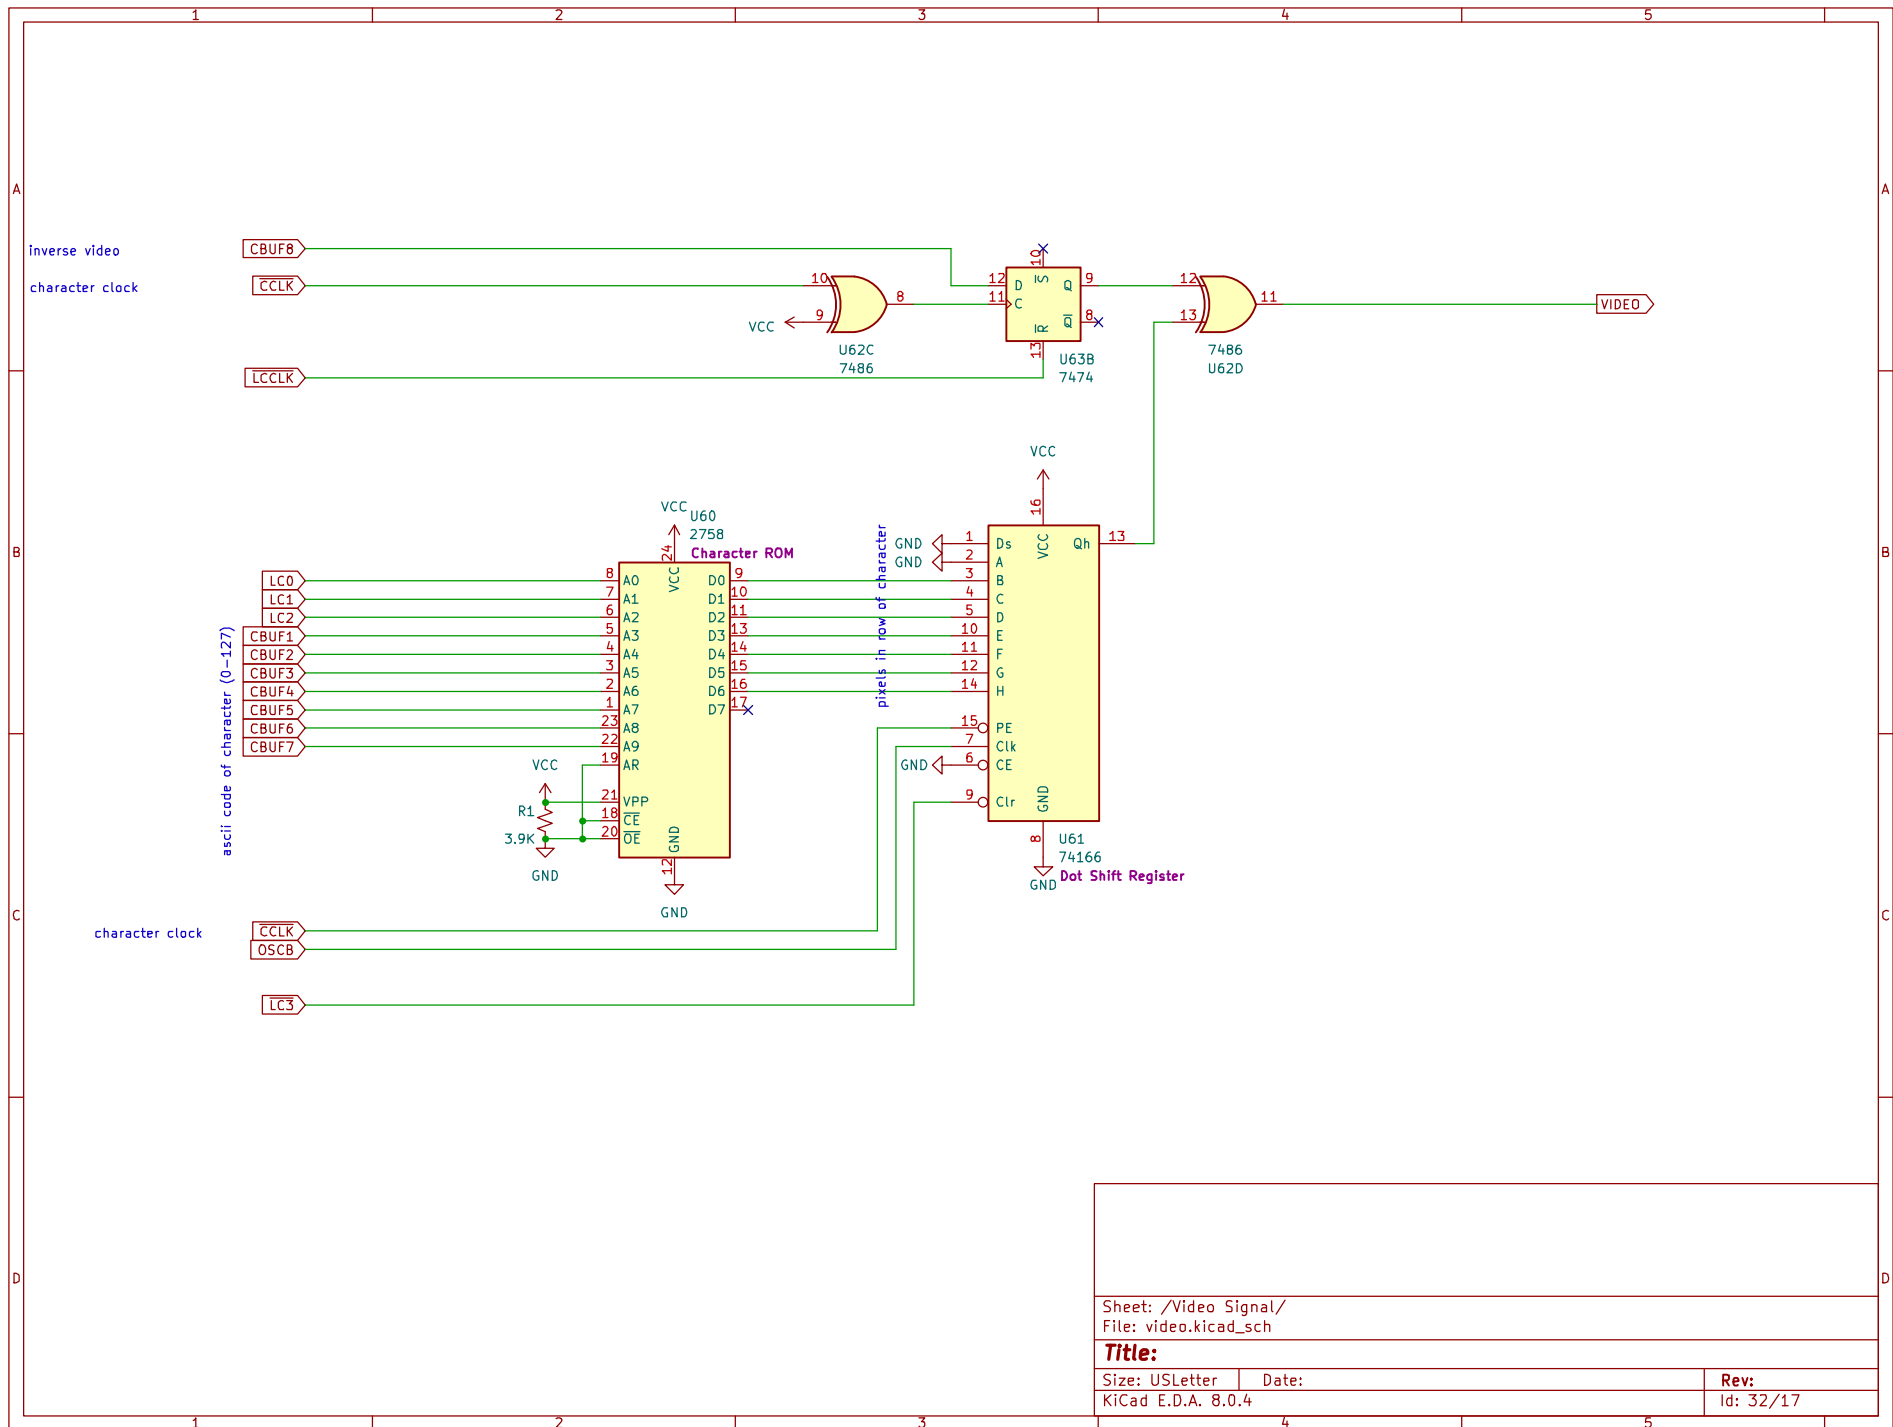 1 2 3 4 5
A A
inverse video
CBUF8
character clock
CCLK
10
9
8
VCC
U62C
7486
10
12 D S Q 9
11 C
R Q 8
13
U63B
7474
12
13
11
7486
U62D
VIDEO
LCCLK
VCC
16
VCC
B B
VCC
U60
2758
Character ROM
24
VCC
pixels in row of character
GND 1 Ds Qh 13
GND 2 A
LC0 8 A0 D0 9 3 B
LC1 7 A1 D1 10 4 C
LC2 6 A2 D2 11 5 D
CBUF1 5 A3 D3 13 10 E
CBUF2 4 A4 D4 14 11 F
CBUF3 3 A5 D5 15 12 G
CBUF4 2 A6 D6 16 14 H
CBUF5 1 A7 D7 17
CBUF6 23 A8 15 PE
CBUF7 22 A9 7 Clk
ascii code of character (0-127)
VCC 19 AR GND 6 CE
21 VPP 9 Clr
R1
18 CE
3.9K
20 OE
GND
12
GND
GND
GND
8
U61
74166
GND
Dot Shift Register
C C
character clock
CCLK
OSCB
LC3
D D
Sheet: /Video Signal/
File: video.kicad_sch
Title:
Size: USLetter Date: Rev:
KiCad E.D.A. 8.0.4 Id: 32/17
1 2 3 4 5